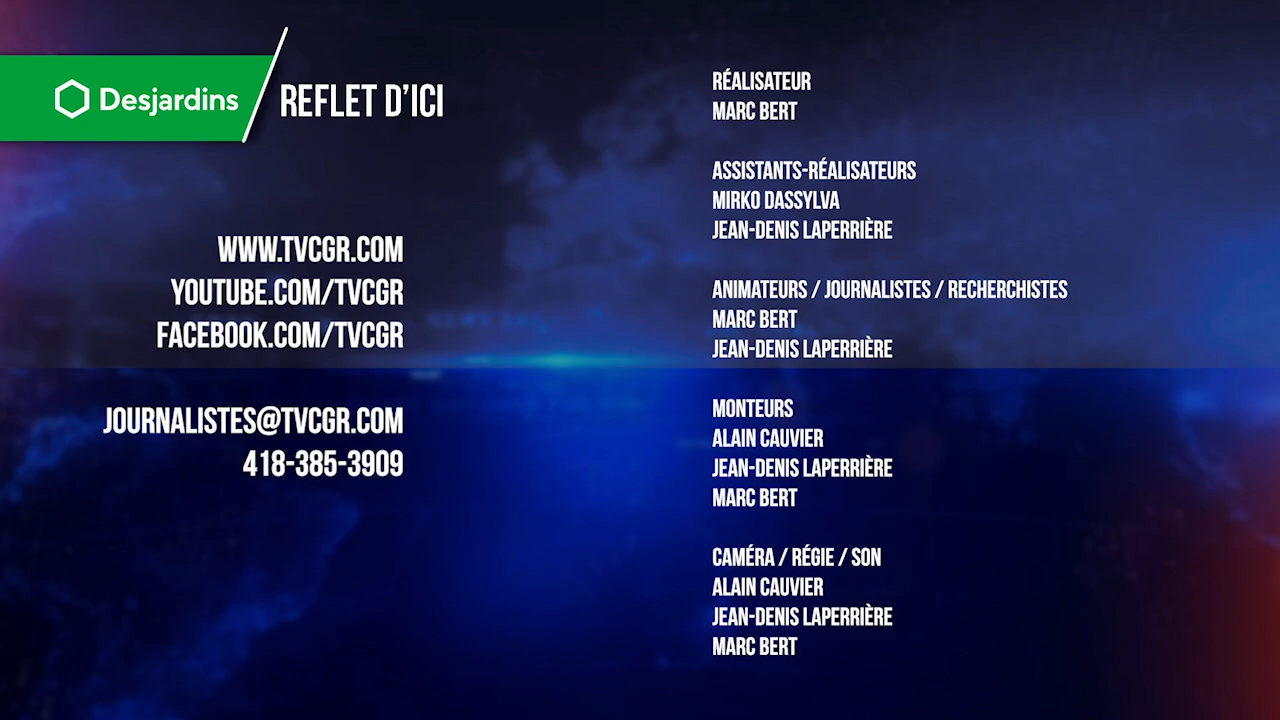 Desjardins
REFLET D'ICI
WWW.TVCGR.COM
YOUTUBE.COM/TVCGR
FACEBOOK.COM/TVCGR
JOURNALISTES@TVCGR.COM
418-385-3909
RÉALISATEUR
MARC BERT
ASSISTANTS-RÉALISATEURS
MIRKO DASSYLVA
JEAN-DENIS LAPERRIÈRE
ANIMATEURS / JOURNALISTES / RECHERCHISTES
MARC BERT
JEAN-DENIS LAPERRIÈRE
MONTEURS
ALAIN CAUVIER
JEAN-DENIS LAPERRIÈRE
MARC BERT
CAMÉRA / RÉGIE / SON
ALAIN CAUVIER
JEAN-DENIS LAPERRIÈRE
MARC BERT